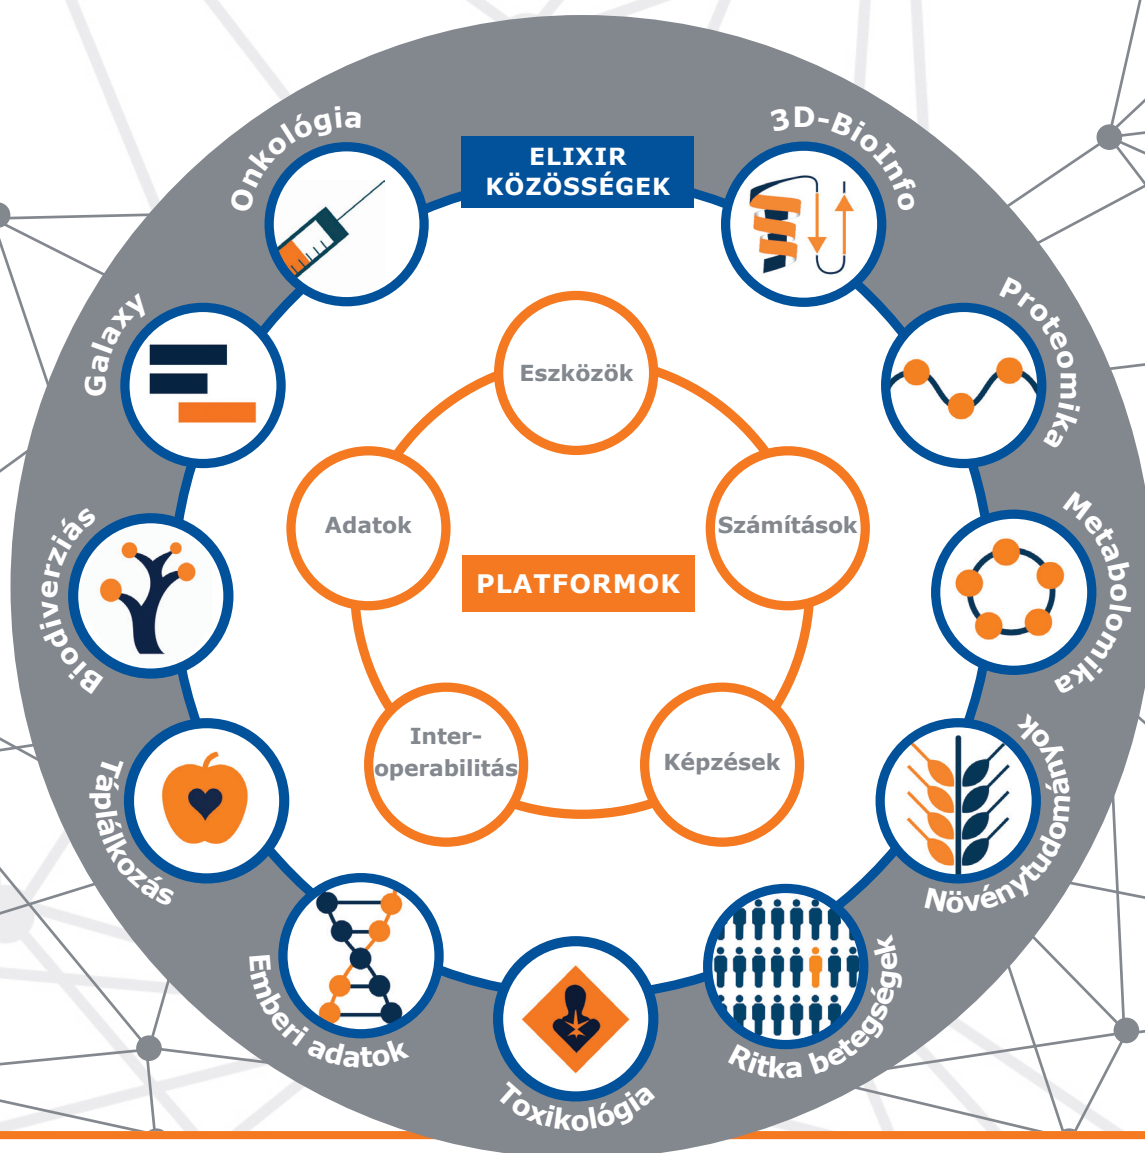 ELIXIR
KÖZÖSSÉGEK
3D-BioInfo
Proteomika
Metabolomika
Növénytudományok
Ritka betegségek
Toxikológia
Emberi adatok
Táplálkozás
Biodiverziás
Galaxy
Onkológia
PLATFORMOK
Eszközök
Számítások
Képzések
Inter-
operabilitás
Adatok